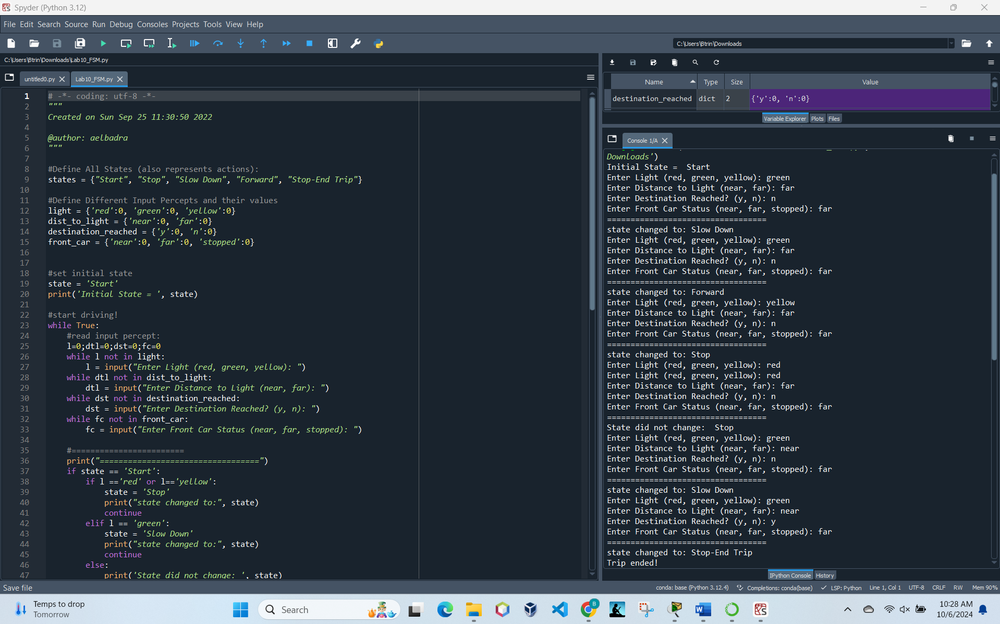 Spyder (Python 3.12)
File Edit Search Source Run Debug Consoles Projects Tools View Help
C:\Users\Btrin\Downloads
C:\Users\Btrin\Downloads\Lab10_FSM.py
untitled0.py
Lab10_FSM.py
1 # -*- coding: utf-8 -*-
2 """
3 Created on Sun Sep 25 11:30:50 2022
4
5 @author: aelbadra
6 """
7
8 #Define All States (also represents actions):
9 states = {"Start", "Stop", "Slow Down", "Forward", "Stop-End Trip"}
10
11 #Define Different Input Percepts and their values
12 light = {'red':0, 'green':0, 'yellow':0}
13 dist_to_light = {'near':0, 'far':0}
14 destination_reached = {'y':0, 'n':0}
15 front_car = {'near':0, 'far':0, 'stopped':0}
16
17
18 #set initial state
19 state = 'Start'
20 print('Initial State = ', state)
21
22 #start driving!
23 while True:
24     #read input percept:
25     l=0;dtl=0;dst=0;fc=0
26     while l not in light:
27         l = input("Enter Light (red, green, yellow): ")
28     while dtl not in dist_to_light:
29         dtl = input("Enter Distance to Light (near, far): ")
30     while dst not in destination_reached:
31         dst = input("Enter Destination Reached? (y, n): ")
32     while fc not in front_car:
33         fc = input("Enter Front Car Status (near, far, stopped): ")
34
35     #========================
36     print("==================================")
37     if state == 'Start':
38         if l =='red' or l=='yellow':
39             state = 'Stop'
40             print("state changed to:", state)
41             continue
42         elif l == 'green':
43             state = 'Slow Down'
44             print("state changed to:", state)
45             continue
46         else:
47             print('State did not change: ', state)
Name Type Size Value
destination_reached dict 2 {'y':0, 'n':0}
Variable Explorer Plots Files
Console 1/A
Downloads')
Initial State =  Start
Enter Light (red, green, yellow): green
Enter Distance to Light (near, far): far
Enter Destination Reached? (y, n): n
Enter Front Car Status (near, far, stopped): far
==================================
state changed to: Slow Down
Enter Light (red, green, yellow): green
Enter Distance to Light (near, far): far
Enter Destination Reached? (y, n): n
Enter Front Car Status (near, far, stopped): far
==================================
state changed to: Forward
Enter Light (red, green, yellow): yellow
Enter Distance to Light (near, far): far
Enter Destination Reached? (y, n): n
Enter Front Car Status (near, far, stopped): far
==================================
state changed to: Stop
Enter Light (red, green, yellow): red
Enter Light (red, green, yellow): red
Enter Distance to Light (near, far): far
Enter Destination Reached? (y, n): n
Enter Front Car Status (near, far, stopped): far
==================================
State did not change:  Stop
Enter Light (red, green, yellow): green
Enter Distance to Light (near, far): near
Enter Destination Reached? (y, n): n
Enter Front Car Status (near, far, stopped): far
==================================
state changed to: Slow Down
Enter Light (red, green, yellow): green
Enter Distance to Light (near, far): near
Enter Destination Reached? (y, n): y
Enter Front Car Status (near, far, stopped): far
==================================
state changed to: Stop-End Trip
Trip ended!
IPython Console History
Save file
conda: base (Python 3.12.4) Completions: conda(base) LSP: Python Line 1, Col 1 UTF-8 CRLF RW Mem 90%
Temps to drop
Tomorrow
Search
B
10:28 AM
10/6/2024